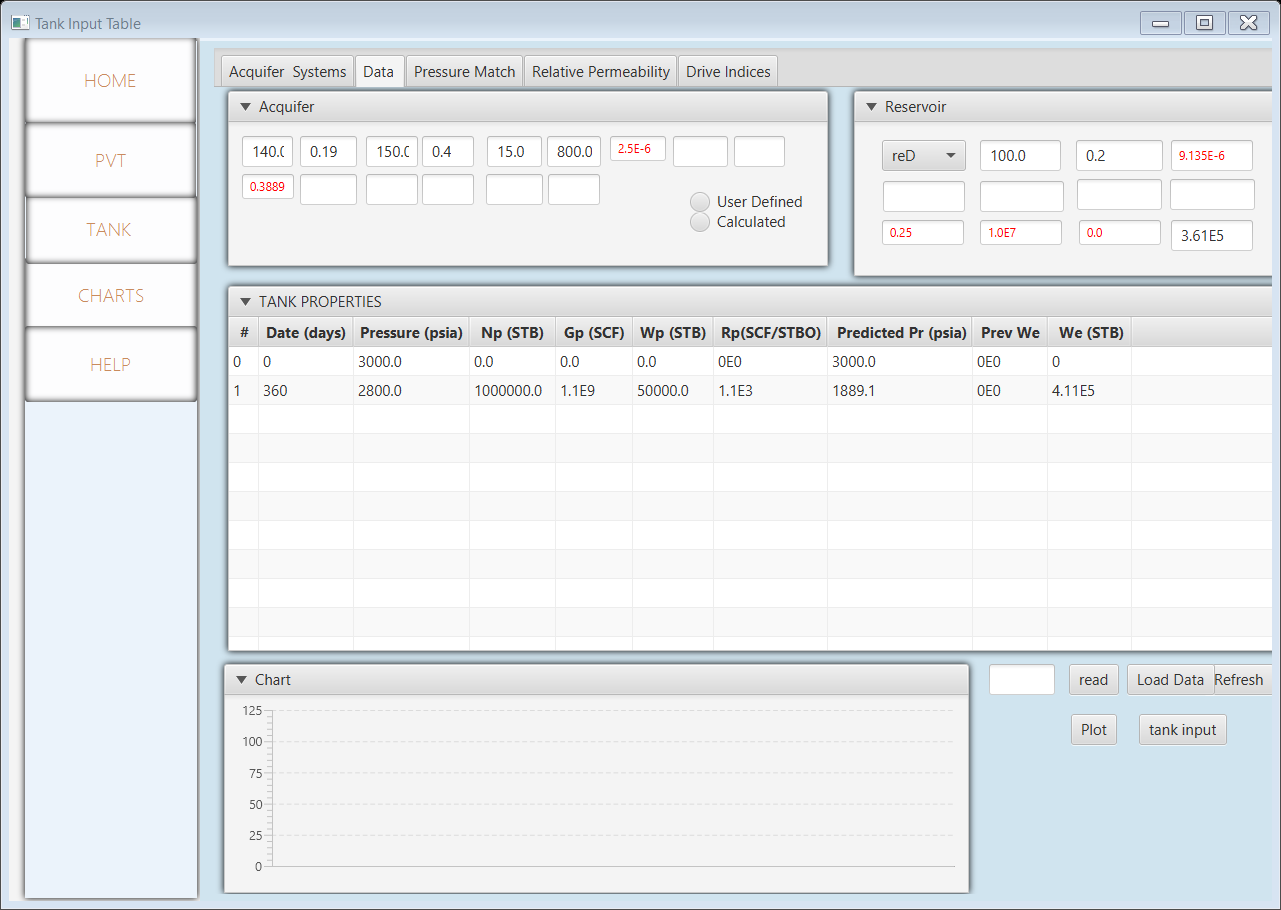 Tank Input Table
HOME
PVT
TANK
CHARTS
HELP
Acquifer Systems Data Pressure Match Relative Permeability Drive Indices
Acquifer
140.0 0.19 150.0 0.4 15.0 800.0 2.5E-6
0.3889
User Defined
Calculated
Reservoir
reD 100.0 0.2 9.135E-6
0.25 1.0E7 0.0 3.61E5
TANK PROPERTIES
# Date (days) Pressure (psia) Np (STB) Gp (SCF) Wp (STB) Rp(SCF/STBO) Predicted Pr (psia) Prev We We (STB)
0 0 3000.0 0.0 0.0 0.0 0E0 3000.0 0E0 0
1 360 2800.0 1000000.0 1.1E9 50000.0 1.1E3 1889.1 0E0 4.11E5
Chart
125
100
75
50
25
0
read Load Data Refresh
Plot tank input